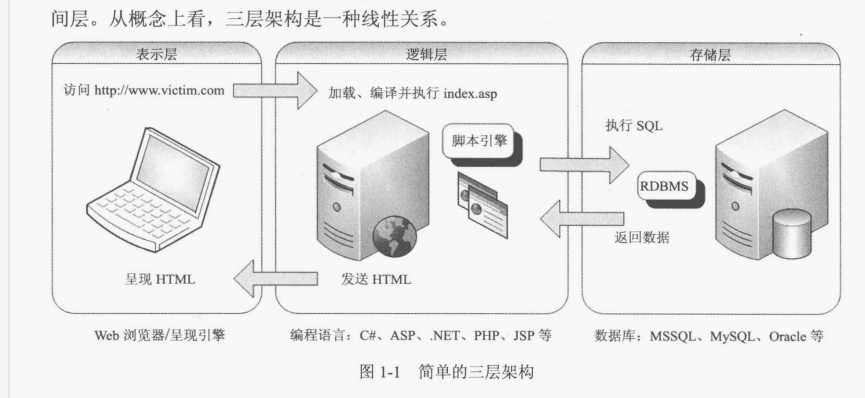 间层。从概念上看，三层架构是一种线性关系。
表示层
逻辑层
存储层
访问 http://www.victim.com
加载、编译并执行 index.asp
脚本引擎
执行 SQL
RDBMS
返回数据
呈现 HTML
发送 HTML
Web 浏览器/呈现引擎
编程语言：C#、ASP、.NET、PHP、JSP 等
数据库：MSSQL、MySQL、Oracle 等
图 1-1 简单的三层架构